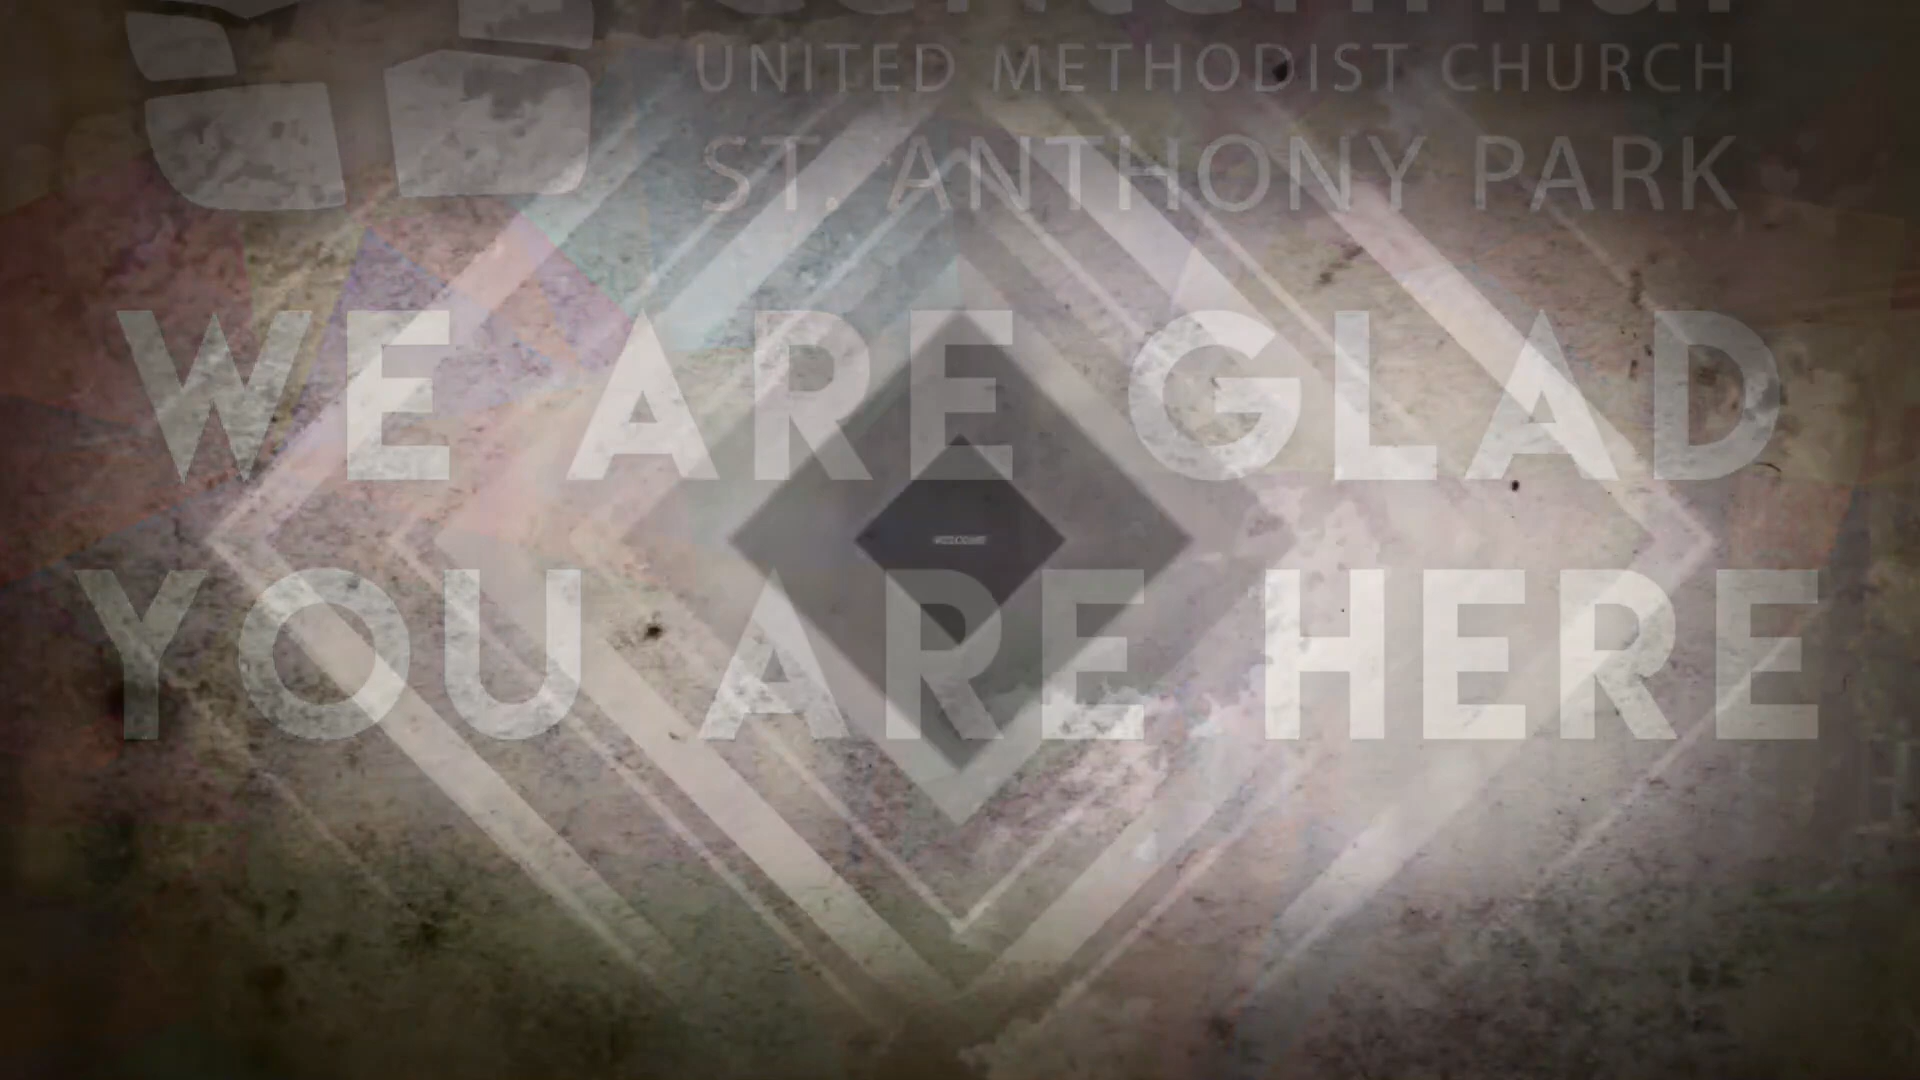 UNITED METHODIST CHURCH
ST. ANTHONY PARK
WE ARE GLAD
YOU ARE HERE